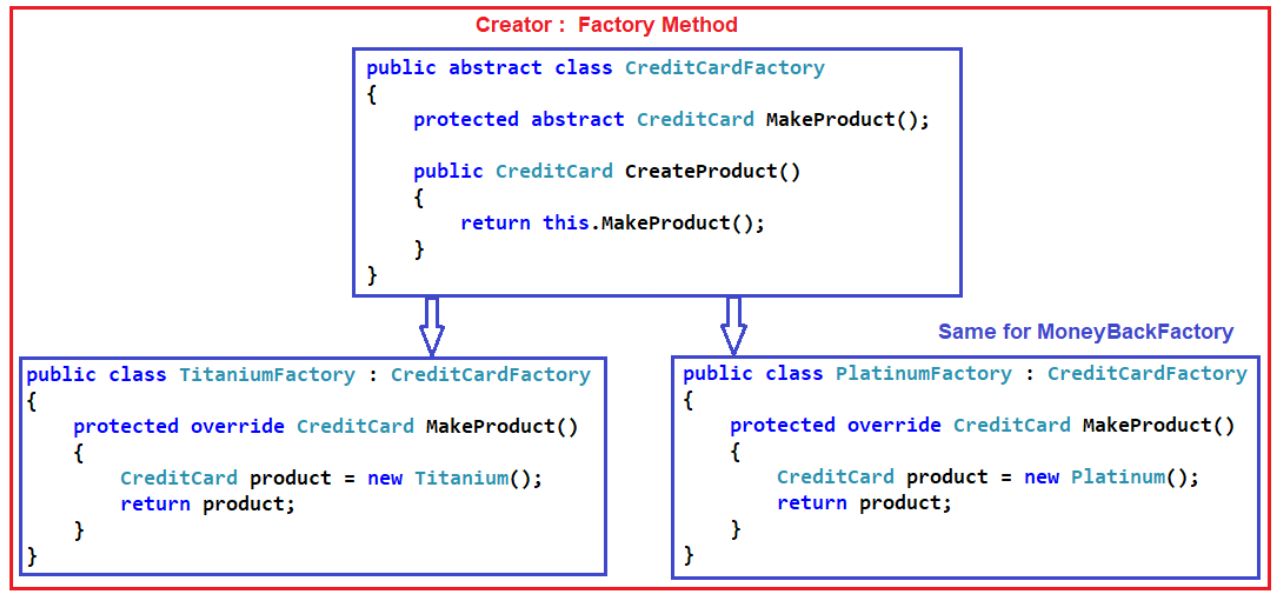 Creator :  Factory Method
public abstract class CreditCardFactory
{
    protected abstract CreditCard MakeProduct();
    public CreditCard CreateProduct()
    {
        return this.MakeProduct();
    }
}
Same for MoneyBackFactory
public class TitaniumFactory : CreditCardFactory
{
    protected override CreditCard MakeProduct()
    {
        CreditCard product = new Titanium();
        return product;
    }
}
public class PlatinumFactory : CreditCardFactory
{
    protected override CreditCard MakeProduct()
    {
        CreditCard product = new Platinum();
        return product;
    }
}